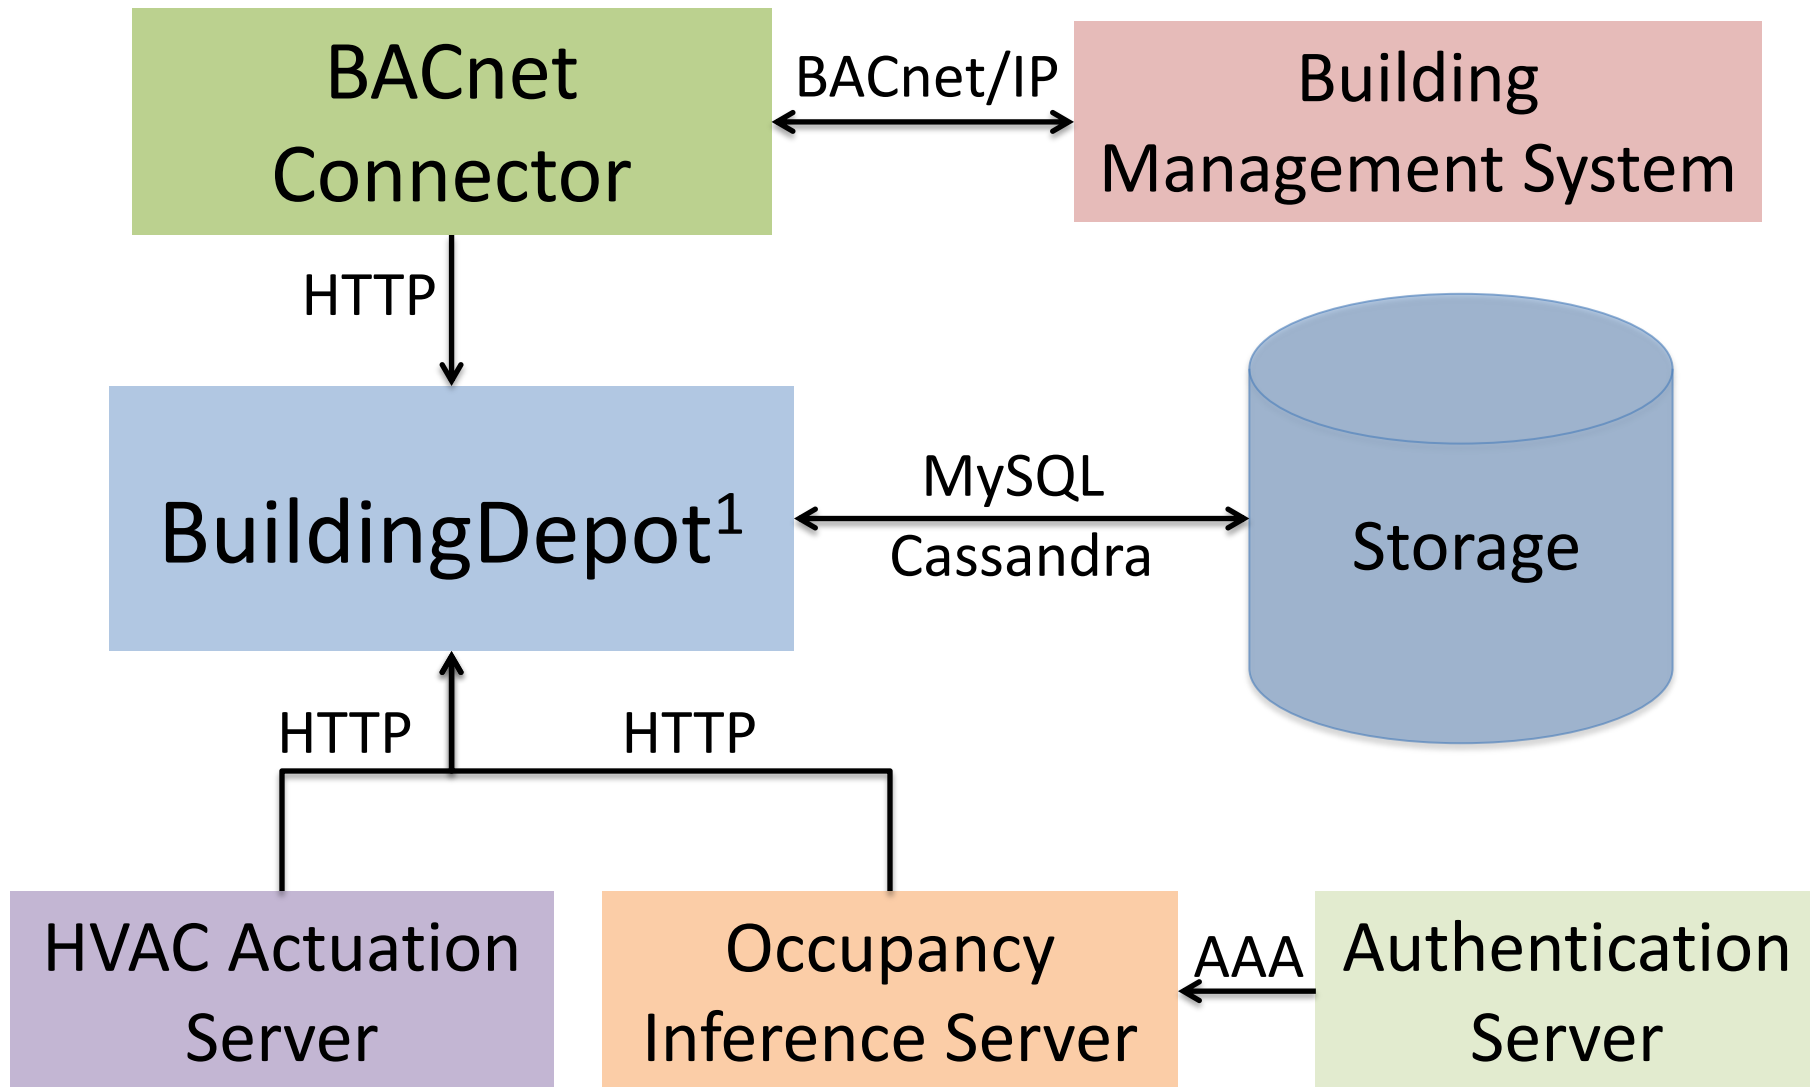 BACnet
Connector
BACnet/IP
Building
Management System
HTTP
BuildingDepot¹
MySQL
Cassandra
Storage
HTTP
HTTP
HVAC Actuation
Server
Occupancy
Inference Server
AAA
Authentication
Server